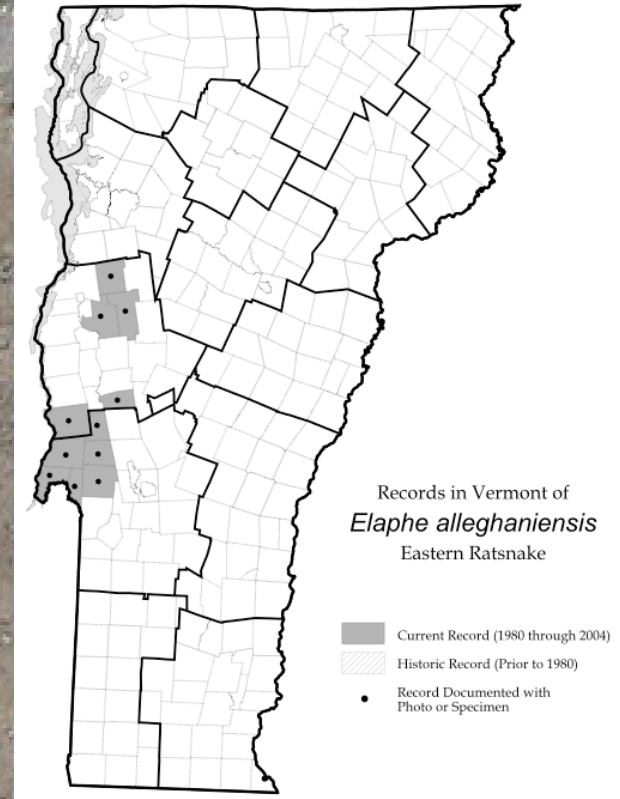 Records in Vermont of
Elaphe alleghaniensis
Eastern Ratsnake
Current Record (1980 through 2004)
Historic Record (Prior to 1980)
Record Documented with
Photo or Specimen